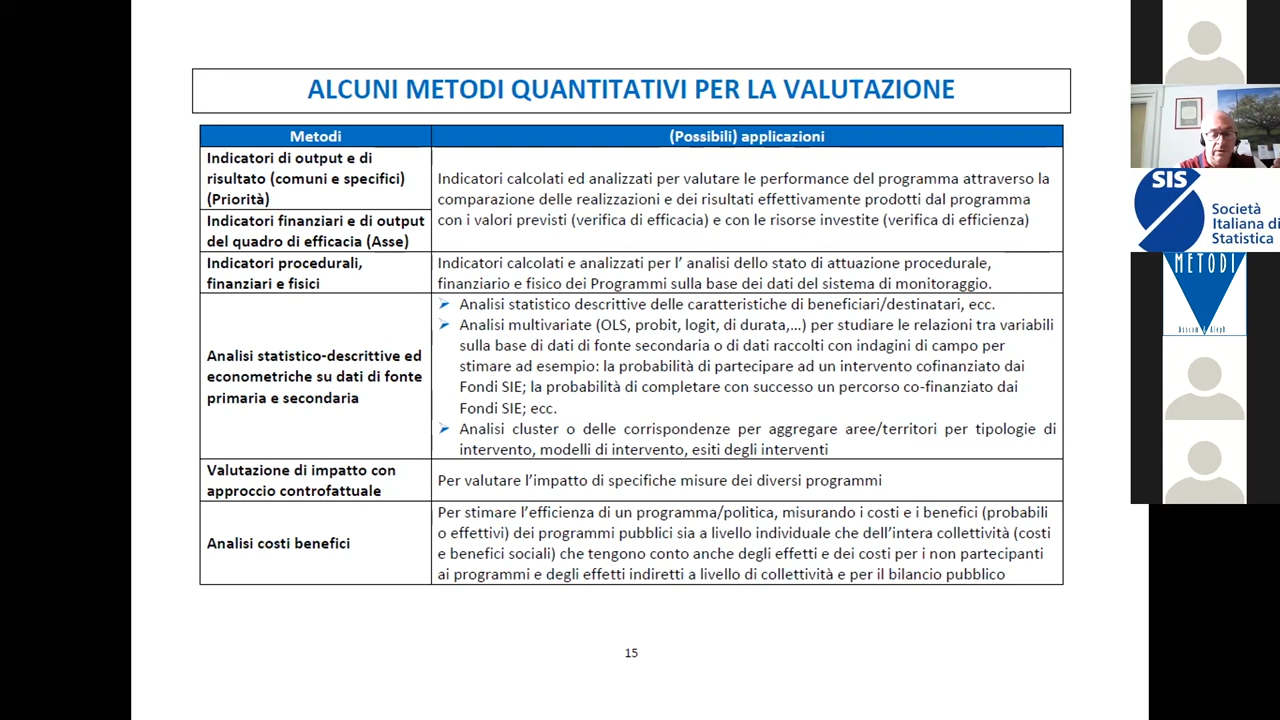 ALCUNI METODI QUANTITATIVI PER LA VALUTAZIONE
Metodi
(Possibili) applicazioni
Indicatori di output e di
risultato (comuni e specifici)
(Priorità)
Indicatori finanziari e di output
del quadro di efficacia (Asse)
Indicatori calcolati ed analizzati per valutare le performance del programma attraverso la
comparazione delle realizzazioni e dei risultati effettivamente prodotti dal programma
con i valori previsti (verifica di efficacia) e con le risorse investite (verifica di efficienza)
Indicatori procedurali,
finanziari e fisici
Indicatori calcolati e analizzati per l’ analisi dello stato di attuazione procedurale,
finanziario e fisico dei Programmi sulla base dei dati del sistema di monitoraggio.
Analisi statistico-descrittive ed
econometriche su dati di fonte
primaria e secondaria
➢ Analisi statistico descrittive delle caratteristiche di beneficiari/destinatari, ecc.
➢ Analisi multivariate (OLS, probit, logit, di durata,…) per studiare le relazioni tra variabili
sulla base di dati di fonte secondaria o di dati raccolti con indagini di campo per
stimare ad esempio: la probabilità di partecipare ad un intervento cofinanziato dai
Fondi SIE; la probabilità di completare con successo un percorso co-finanziato dai
Fondi SIE; ecc.
➢ Analisi cluster o delle corrispondenze per aggregare aree/territori per tipologie di
intervento, modelli di intervento, esiti degli interventi
Valutazione di impatto con
approccio controfattuale
Per valutare l’impatto di specifiche misure dei diversi programmi
Analisi costi benefici
Per stimare l’efficienza di un programma/politica, misurando i costi e i benefici (probabili
o effettivi) dei programmi pubblici sia a livello individuale che dell’intera collettività (costi
e benefici sociali) che tengono conto anche degli effetti e dei costi per i non partecipanti
ai programmi e degli effetti indiretti a livello di collettività e per il bilancio pubblico
15
SIS
Società
Italiana di
Statistica
METODI